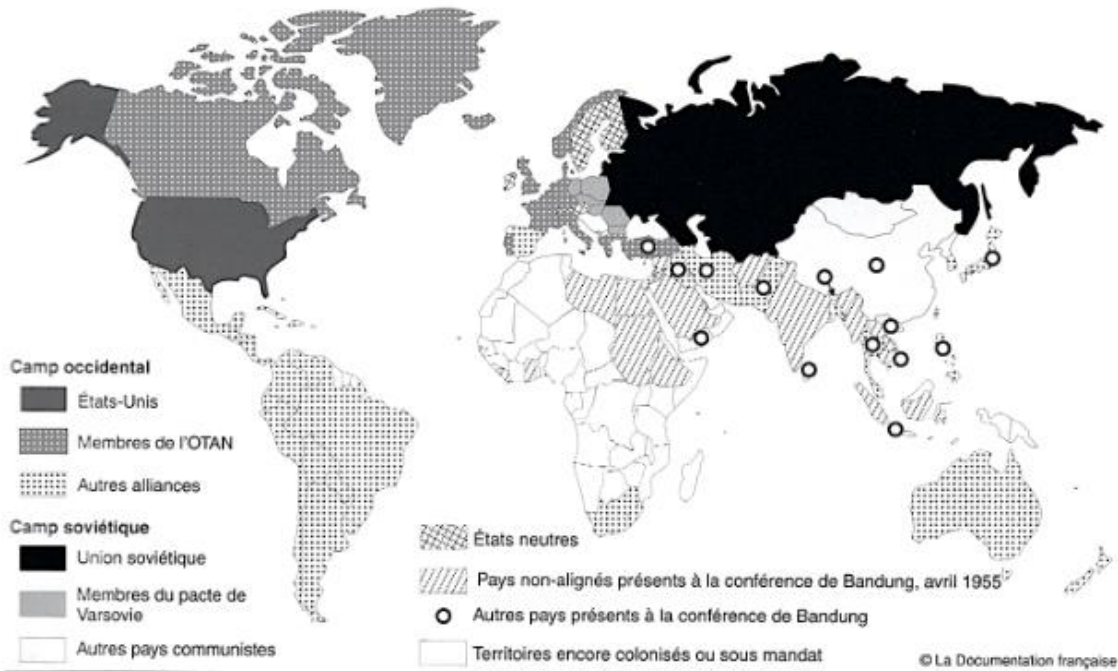 Camp occidental
États-Unis
Membres de l'OTAN
Autres alliances
Camp soviétique
Union soviétique
Membres du pacte de
Varsovie
Autres pays communistes
États neutres
Pays non-alignés présents à la conférence de Bandung, avril 1955
Autres pays présents à la conférence de Bandung
Territoires encore colonisés ou sous mandat
© La Documentation française